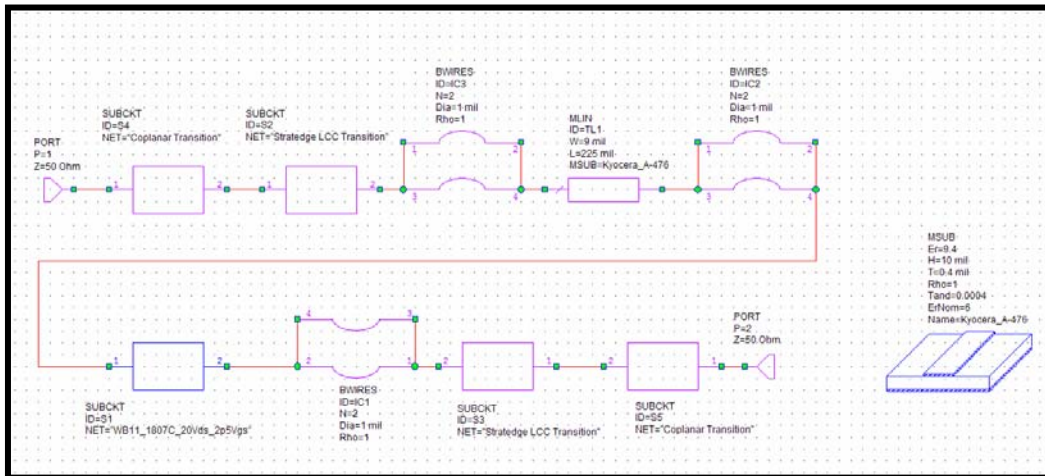 PORT
P=1
Z=50 Ohm
SUBCKT
ID=S4
NET="Coplanar Transition"
1
2
SUBCKT
ID=S2
NET="Stratedge LCC Transition"
1
2
BWIRES
ID=IC3
N=2
Dia=1 mil
Rho=1
1
2
3
4
MLIN
ID=TL1
W=9 mil
L=225 mil
MSUB=Kyocera_A-476
BWIRES
ID=IC2
N=2
Dia=1 mil
Rho=1
1
2
3
4
MSUB
Er=9.4
H=10 mil
T=0.4 mil
Rho=1
Tand=0.0004
ErNom=6
Name=Kyocera_A-476
1
2
SUBCKT
ID=S1
NET="WB11_1807C_20Vds_2p5Vgs"
4
3
2
1
BWIRES
ID=IC1
N=2
Dia=1 mil
Rho=1
2
1
SUBCKT
ID=S3
NET="Stratedge LCC Transition"
2
1
SUBCKT
ID=S5
NET="Coplanar Transition"
PORT
P=2
Z=50 Ohm